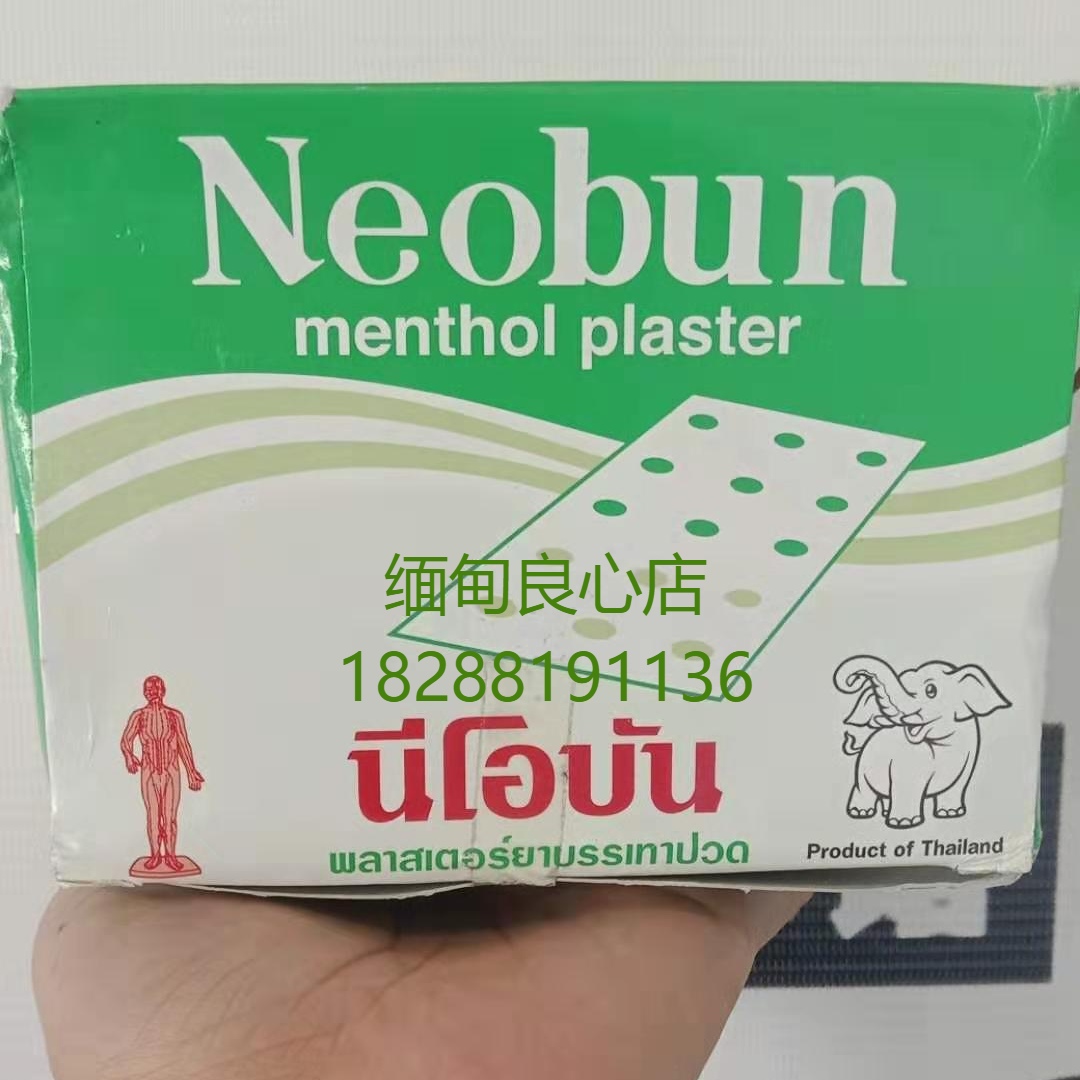 Neobun
menthol plaster
缅甸良心店
18288191136
นีโอบัน
พลาสเตอร์ยาบรรเทาปวด
Product of Thailand